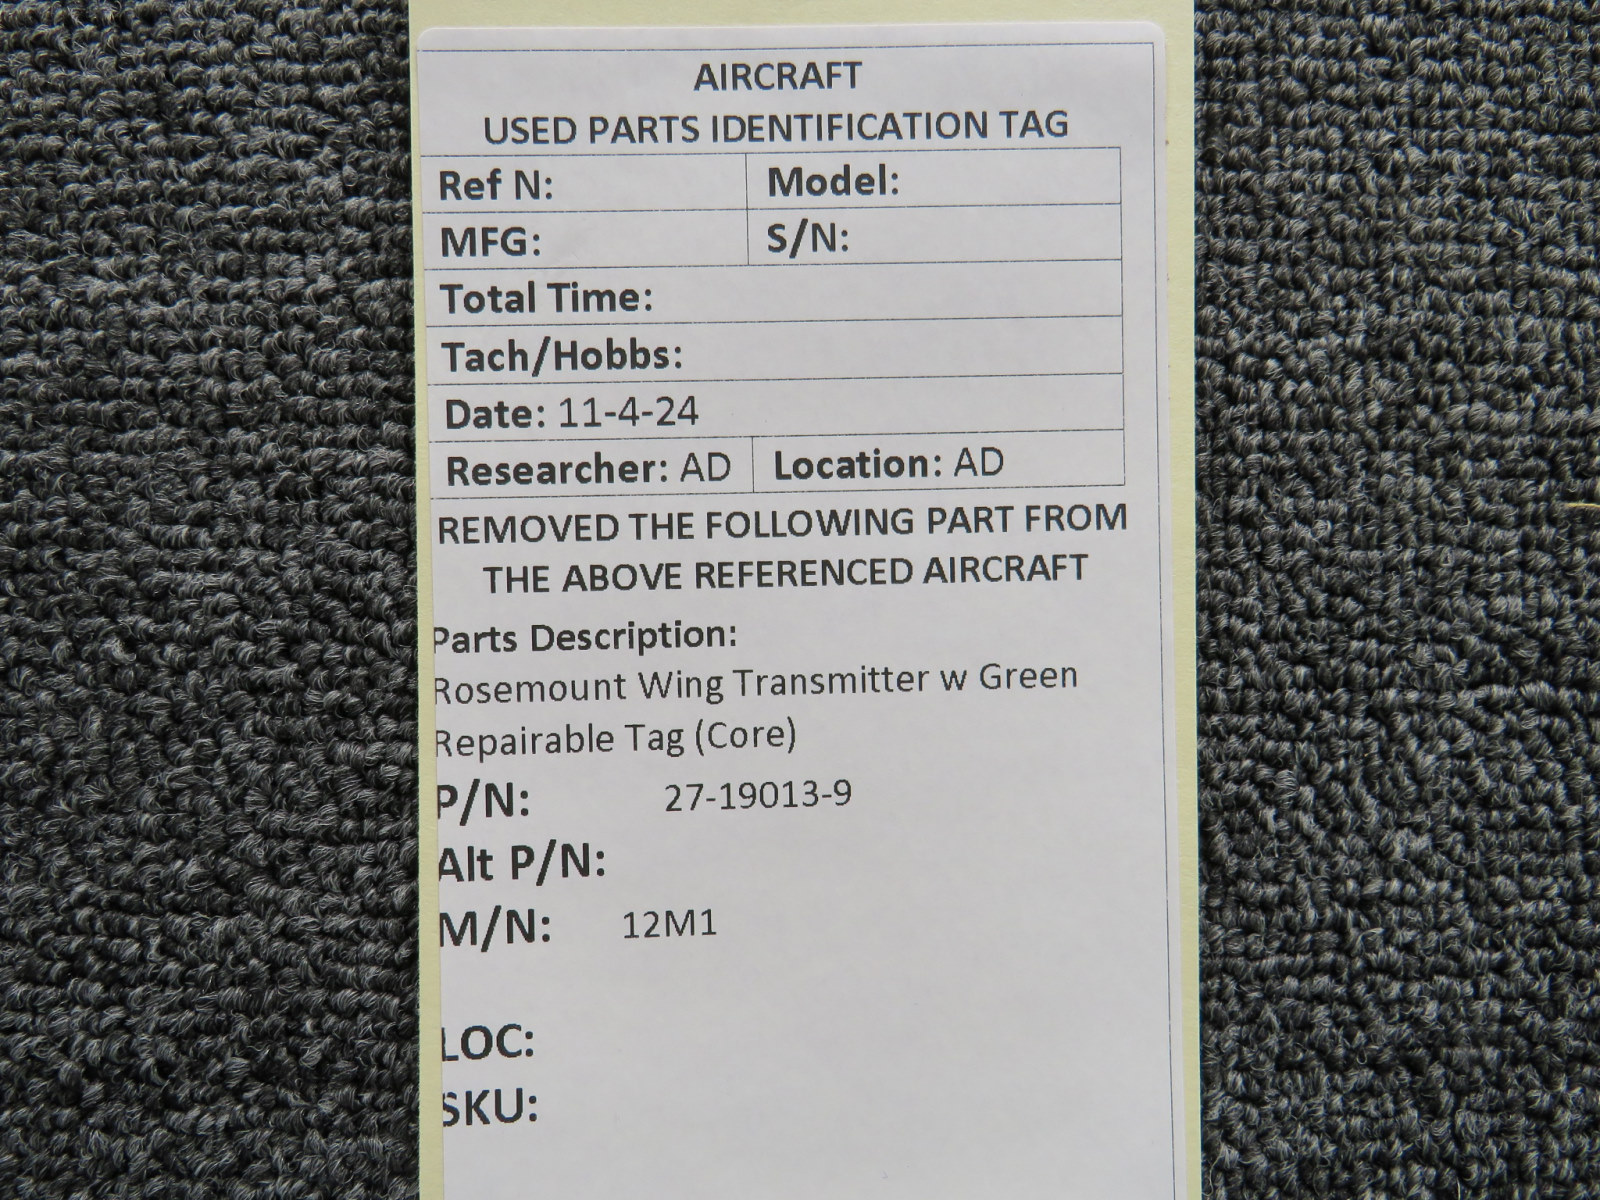 AIRCRAFT
USED PARTS IDENTIFICATION TAG
Ref N: Model:
MFG: S/N:
Total Time:
Tach/Hobbs:
Date: 11-4-24
Researcher: AD Location: AD
REMOVED THE FOLLOWING PART FROM
THE ABOVE REFERENCED AIRCRAFT
Parts Description:
Rosemount Wing Transmitter w Green
Repairable Tag (Core)
P/N: 27-19013-9
Alt P/N:
M/N: 12M1
LOC:
SKU: